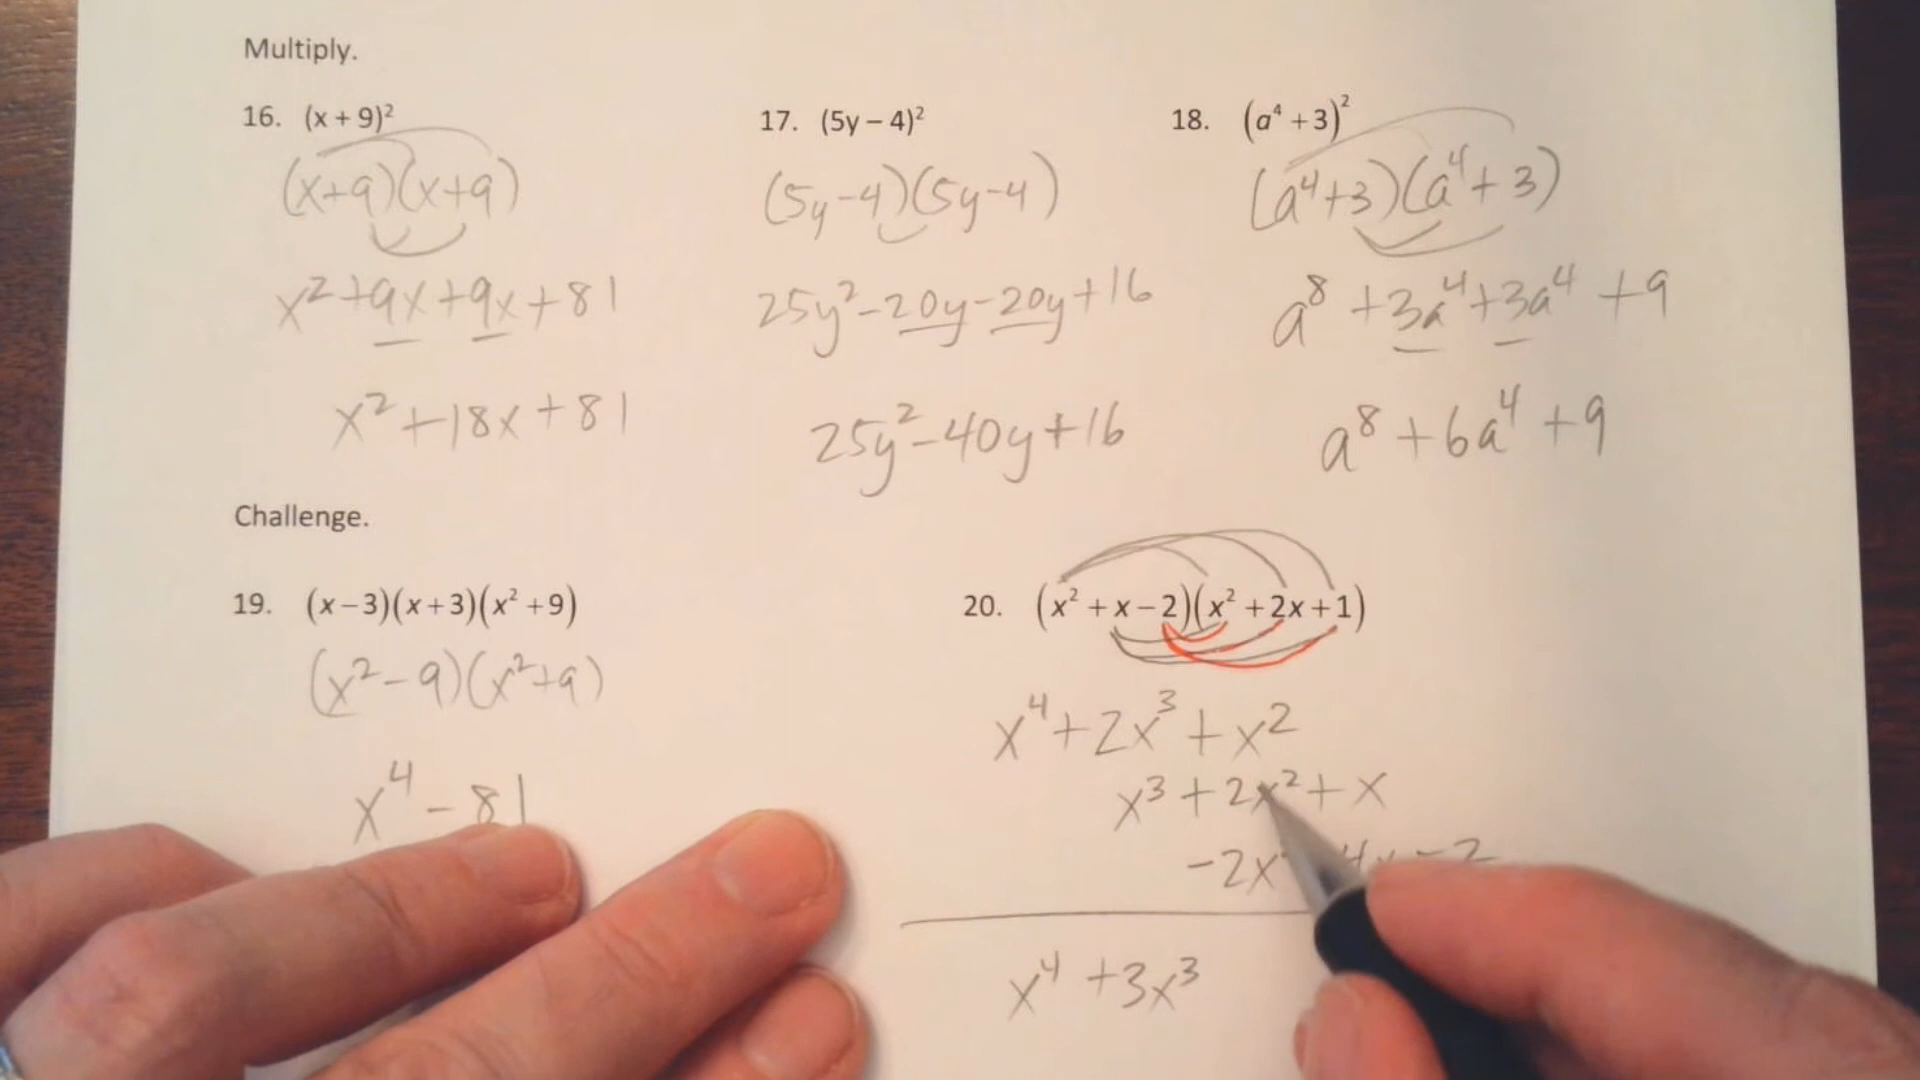 Multiply.
16. (x + 9)²
17. (5y – 4)²
18. (a⁴ + 3)²
(x+9)(x+9)
(5y-4)(5y-4)
(a⁴+3)(a⁴+3)
x²+9x+9x+81
25y²-20y-20y+16
a⁸+3a⁴+3a⁴+9
x²+18x+81
25y²-40y+16
a⁸+6a⁴+9
Challenge.
19. (x–3)(x+3)(x²+9)
20. (x²+x–2)(x²+2x+1)
(x²-9)(x²+9)
x⁴+2x³+x²
x⁴-81
x³+2x²+x
-2x
-2
x⁴+3x³